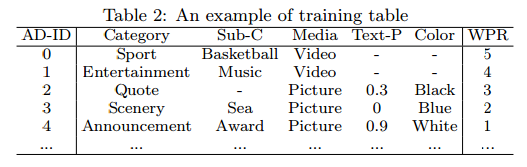 Table 2: An example of training table
AD-ID Category Sub-C Media Text-P Color WPR
0 Sport Basketball Video - - 5
1 Entertainment Music Video - - 4
2 Quote - Picture 0.3 Black 3
3 Scenery Sea Picture 0 Blue 2
4 Announcement Award Picture 0.9 White 1
... ... ... ... ... ... ...